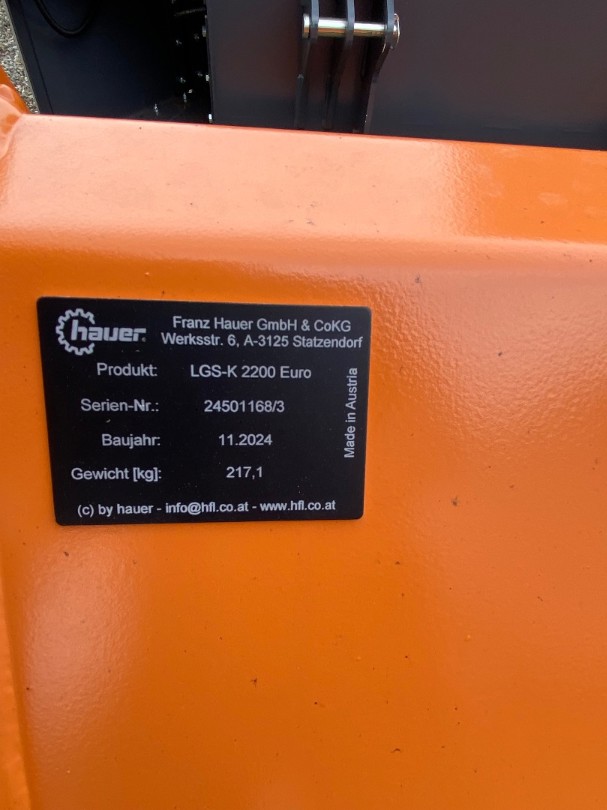 hauer
Franz Hauer GmbH & CoKG
Werksstr. 6, A-3125 Statzendorf
Produkt: LGS-K 2200 Euro
Serien-Nr.: 24501168/3
Baujahr: 11.2024
Gewicht [kg]: 217,1
Made in Austria
(c) by hauer - info@hfl.co.at - www.hfl.co.at